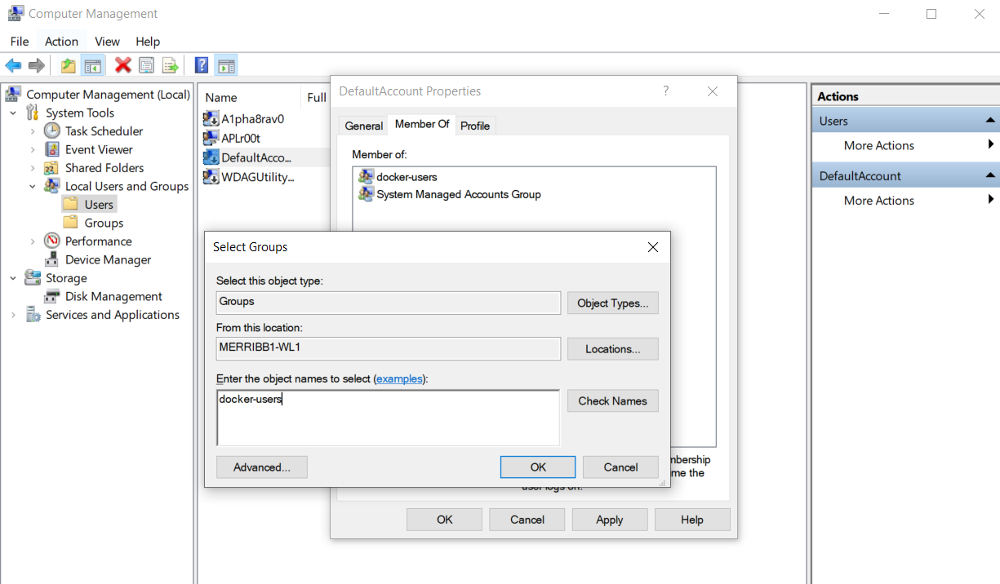 Computer Management
File Action View Help
Computer Management (Local)
System Tools
Task Scheduler
Event Viewer
Shared Folders
Local Users and Groups
Users
Groups
Performance
Device Manager
Storage
Disk Management
Services and Applications
Name Full
A1pha8rav0
APLr00t
DefaultAcco...
WDAGUtility...
DefaultAccount Properties
?
General Member Of Profile
Member of:
docker-users
System Managed Accounts Group
Select Groups
Select this object type:
Groups Object Types...
From this location:
MERRIBB1-WL1 Locations...
Enter the object names to select (examples):
docker-users Check Names
Advanced... OK Cancel
mbership
me the
user logs on.
OK Cancel Apply Help
Actions
Users
More Actions
DefaultAccount
More Actions